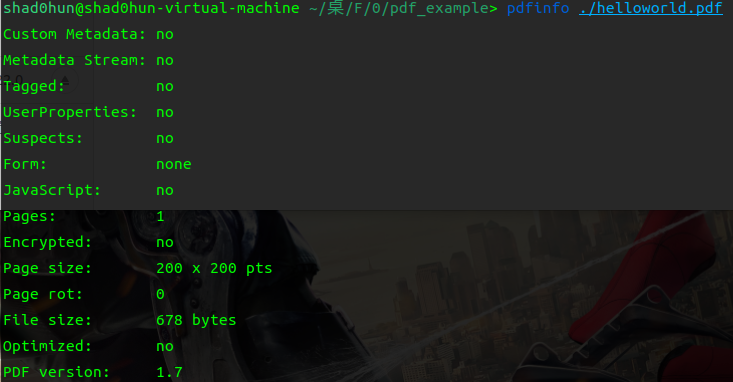 shad0hun@shad0hun-virtual-machine ~/桌/F/0/pdf_example> pdfinfo ./helloworld.pdf
Custom Metadata: no
Metadata Stream: no
Tagged: no
UserProperties: no
Suspects: no
Form: none
JavaScript: no
Pages: 1
Encrypted: no
Page size: 200 x 200 pts
Page rot: 0
File size: 678 bytes
Optimized: no
PDF version: 1.7